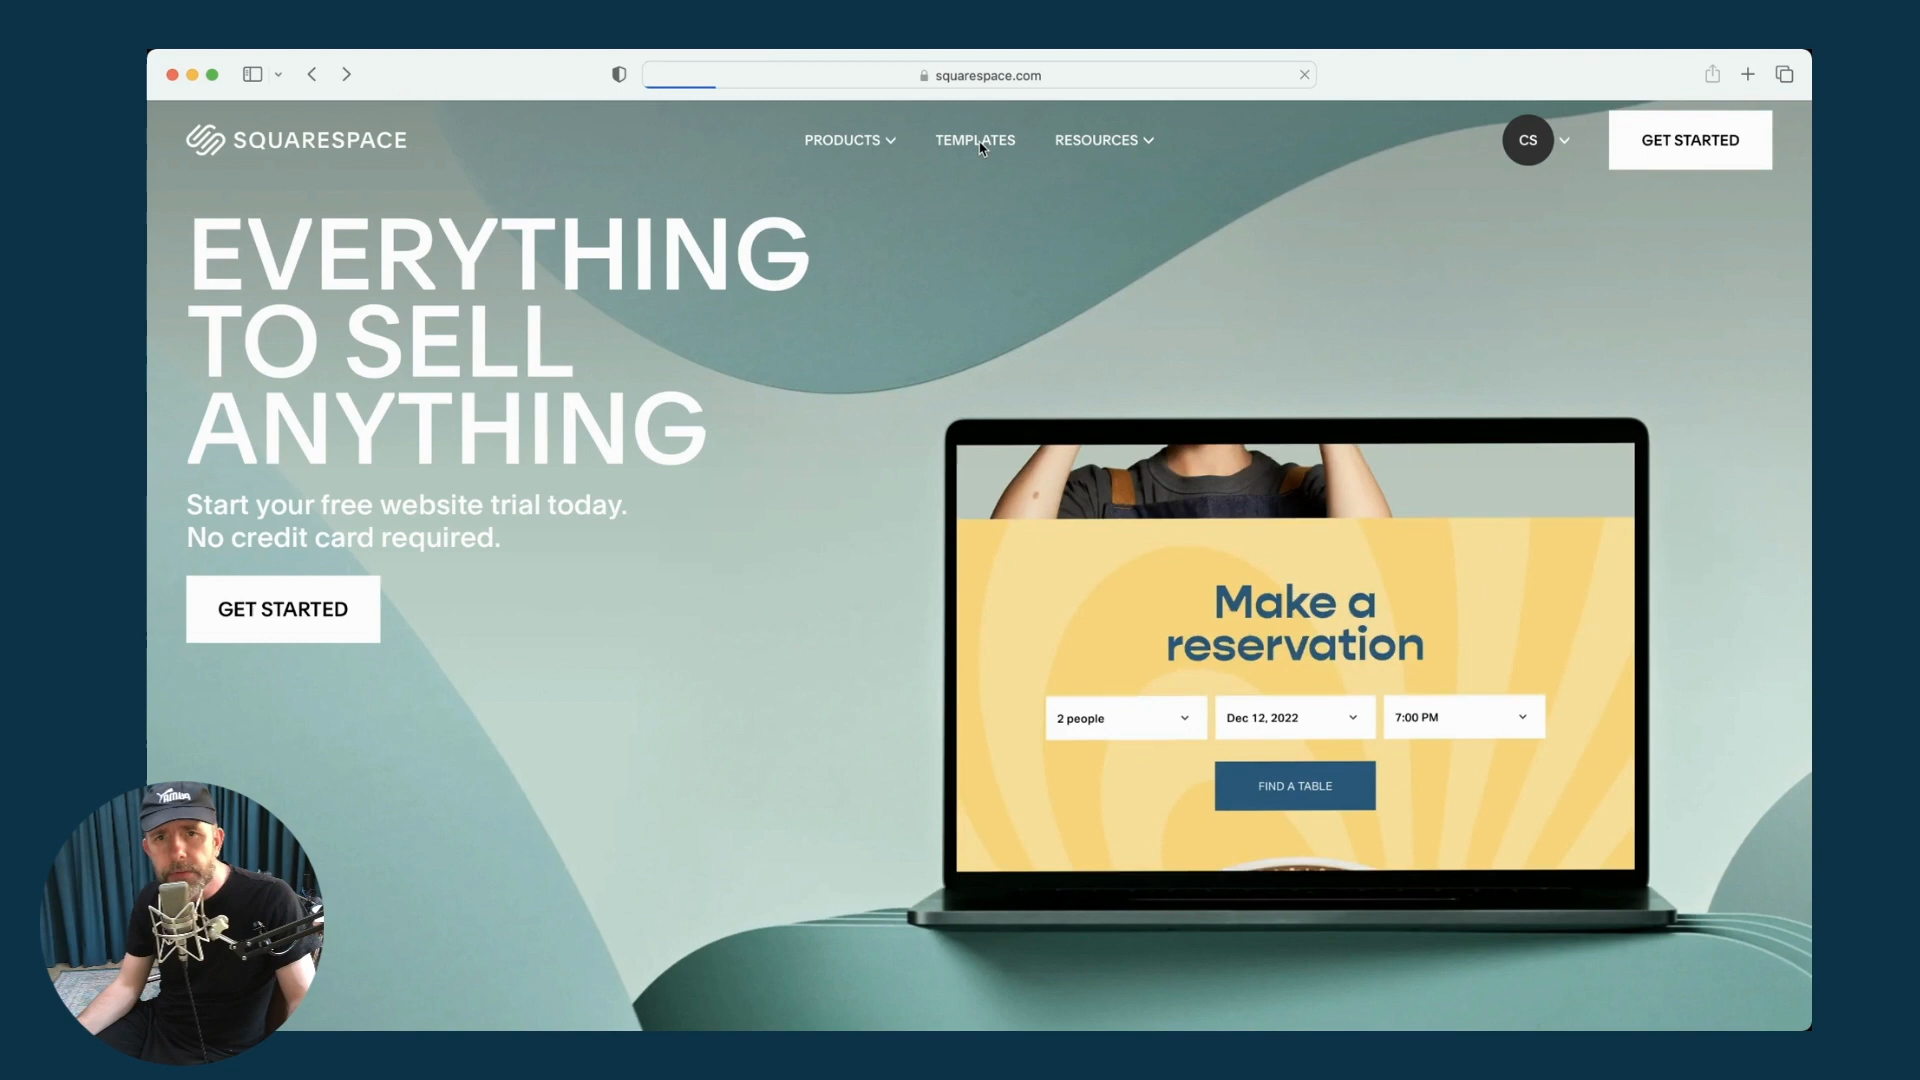 squarespace.com
SQUARESPACE
PRODUCTS
TEMPLATES
RESOURCES
CS
GET STARTED
EVERYTHING
TO SELL
ANYTHING
Start your free website trial today.
No credit card required.
GET STARTED
Make a
reservation
2 people
Dec 12, 2022
7:00 PM
FIND A TABLE